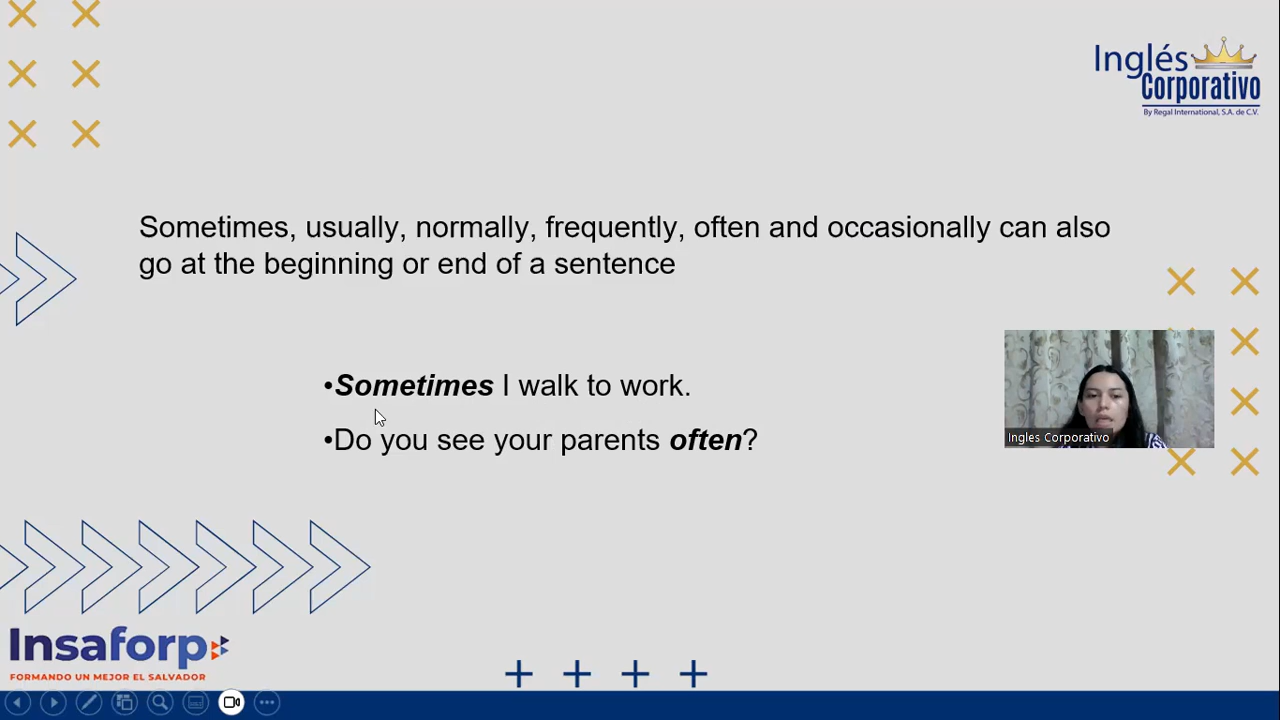 Inglés
Corporativo
By Regal International, S.A. de C.V.
Sometimes, usually, normally, frequently, often and occasionally can also
go at the beginning or end of a sentence
•Sometimes I walk to work.
•Do you see your parents often?
Ingles Corporativo
Insaforp
FORMANDO UN MEJOR EL SALVADOR